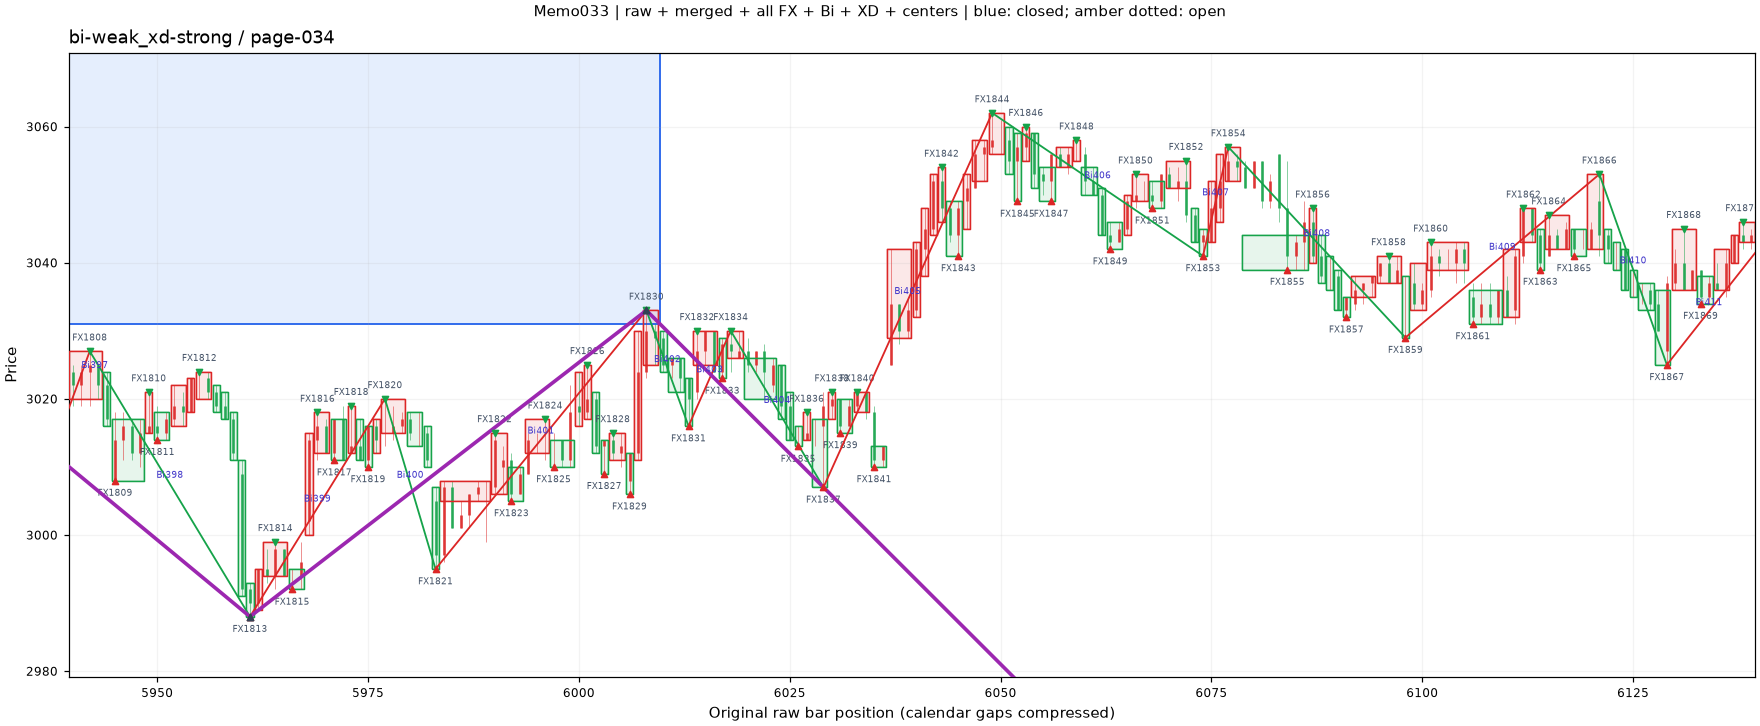 Memo033 | raw + merged + all FX + Bi + XD + centers | blue: closed; amber dotted: open
bi-weak_xd-strong / page-034
Price
3060
3040
3020
3000
2980
FX1844
FX1846
FX1848
FX1842
FX1850
FX1852
FX1854
Bi406
Bi407
FX1845
FX1847
FX1851
FX1849
FX1853
FX1843
FX1855
FX1856
Bi408
FX1858
FX1860
FX1862
FX1864
FX1866
FX1868
Bi409
FX1863
FX1865
Bi410
Bi411
FX1869
FX1857
FX1859
FX1861
FX1867
Bi405
FX1830
FX1808
Bi397
FX1810
FX1812
FX1811
Bi398
FX1809
FX1814
FX1815
FX1813
FX1816
FX1818
FX1820
FX1817
FX1819
Bi399
Bi400
FX1821
FX1824
Bi401
FX1823
FX1825
FX1826
FX1828
FX1827
FX1829
FX1832
FX1834
Bi402
FX1833
FX1831
Bi404
FX1836
FX1835
FX1840
FX1839
FX1837
FX1841
5950
5975
6000
6025
6050
6075
6100
6125
Original raw bar position (calendar gaps compressed)